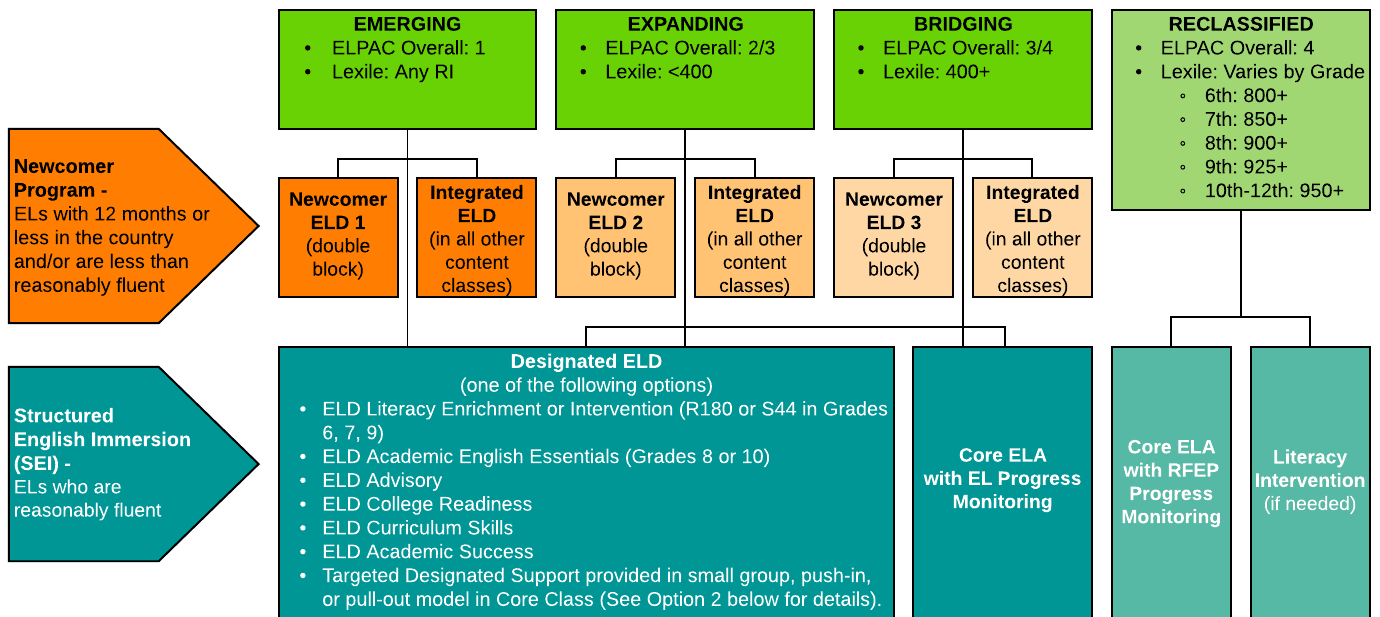 EMERGING
• ELPAC Overall: 1
• Lexile: Any RI
EXPANDING
• ELPAC Overall: 2/3
• Lexile: <400
BRIDGING
• ELPAC Overall: 3/4
• Lexile: 400+
RECLASSIFIED
• ELPAC Overall: 4
• Lexile: Varies by Grade
◦ 6th: 800+
◦ 7th: 850+
◦ 8th: 900+
◦ 9th: 925+
◦ 10th-12th: 950+
Newcomer
Program -
ELs with 12 months or
less in the country
and/or are less than
reasonably fluent
Newcomer
ELD 1
(double
block)
Integrated
ELD
(in all other
content
classes)
Newcomer
ELD 2
(double
block)
Integrated
ELD
(in all other
content
classes)
Newcomer
ELD 3
(double
block)
Integrated
ELD
(in all other
content
classes)
Structured
English Immersion
(SEI) -
ELs who are
reasonably fluent
Designated ELD
(one of the following options)
• ELD Literacy Enrichment or Intervention (R180 or S44 in Grades
6, 7, 9)
• ELD Academic English Essentials (Grades 8 or 10)
• ELD Advisory
• ELD College Readiness
• ELD Curriculum Skills
• ELD Academic Success
• Targeted Designated Support provided in small group, push-in,
or pull-out model in Core Class (See Option 2 below for details).
Core ELA
with EL Progress
Monitoring
Core ELA
with RFEP
Progress
Monitoring
Literacy
Intervention
(if needed)